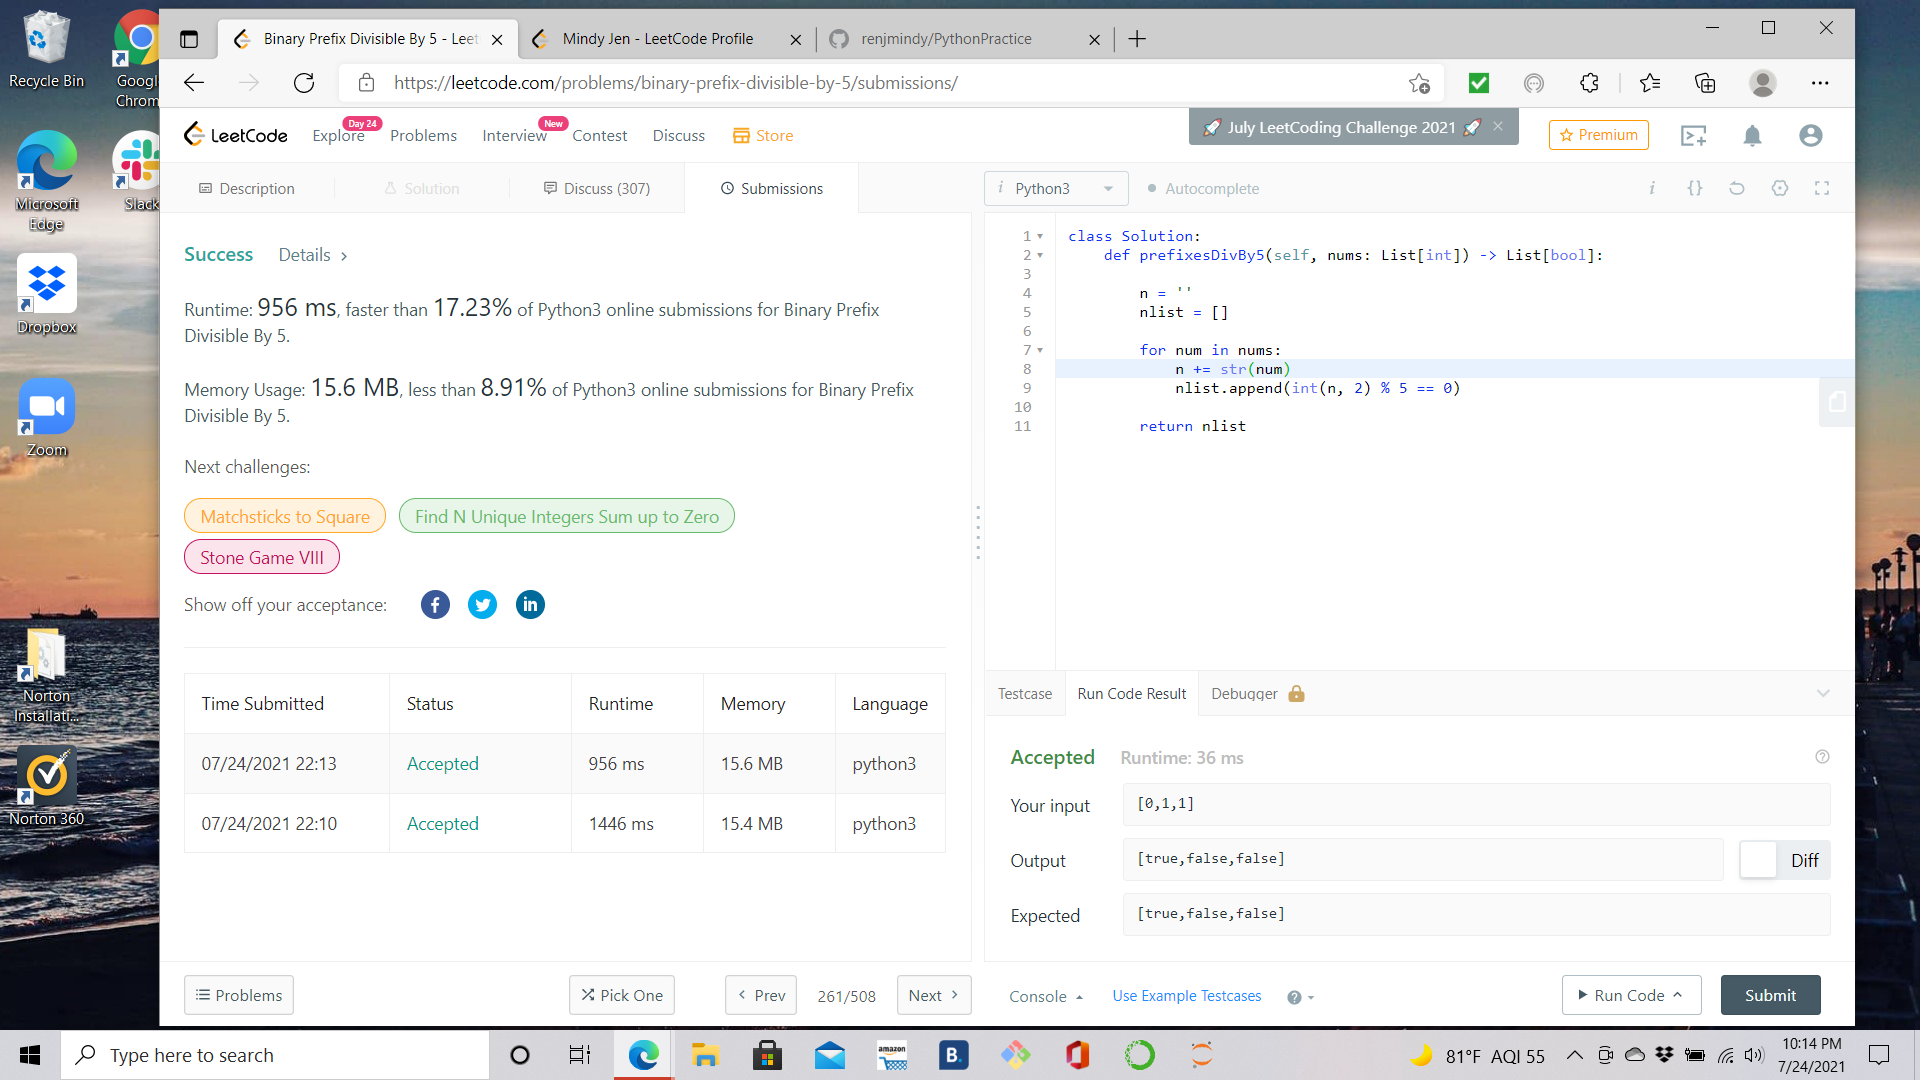 Recycle Bin
Googl
Chrom
Microsoft
Edge
Slack
Dropbox
Zoom
Norton
Installati...
Norton 360
Binary Prefix Divisible By 5 - Leet
Mindy Jen - LeetCode Profile
renjmindy/PythonPractice
https://leetcode.com/problems/binary-prefix-divisible-by-5/submissions/
LeetCode
Explore
Day 24
Problems
Interview
New
Contest
Discuss
Store
July LeetCoding Challenge 2021
Premium
Description
Solution
Discuss (307)
Submissions
i Python3
Autocomplete
i {}
Success Details >
Runtime: 956 ms, faster than 17.23% of Python3 online submissions for Binary Prefix
Divisible By 5.
Memory Usage: 15.6 MB, less than 8.91% of Python3 online submissions for Binary Prefix
Divisible By 5.
Next challenges:
Matchsticks to Square
Find N Unique Integers Sum up to Zero
Stone Game VIII
Show off your acceptance:
f
in
Time Submitted Status Runtime Memory Language
07/24/2021 22:13 Accepted 956 ms 15.6 MB python3
07/24/2021 22:10 Accepted 1446 ms 15.4 MB python3
1 class Solution:
2 def prefixesDivBy5(self, nums: List[int]) -> List[bool]:
3
4 n = ''
5 nlist = []
6
7 for num in nums:
8 n += str(num)
9 nlist.append(int(n, 2) % 5 == 0)
10
11 return nlist
Testcase
Run Code Result
Debugger
Accepted Runtime: 36 ms
Your input [0,1,1]
Output [true,false,false]
Diff
Expected [true,false,false]
Problems
Pick One
< Prev
261/508
Next >
Console
Use Example Testcases
Run Code
Submit
Type here to search
amazon
B.
81°F AQI 55
10:14 PM
7/24/2021